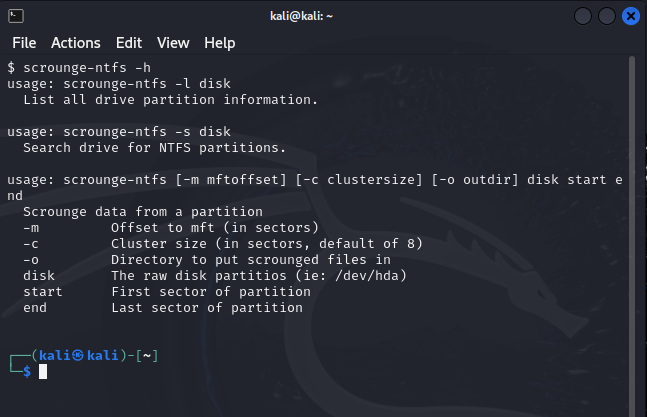 kali@kali: ~
File Actions Edit View Help
$ scrounge-ntfs -h
usage: scrounge-ntfs -l disk
  List all drive partition information.
usage: scrounge-ntfs -s disk
  Search drive for NTFS partitions.
usage: scrounge-ntfs [-m mftoffset] [-c clustersize] [-o outdir] disk start e
nd
  Scrounge data from a partition
  -m         Offset to mft (in sectors)
  -c         Cluster size (in sectors, default of 8)
  -o         Directory to put scrounged files in
  disk       The raw disk partitios (ie: /dev/hda)
  start      First sector of partition
  end        Last sector of partition
┌──(kali㉿kali)-[~]
└─$